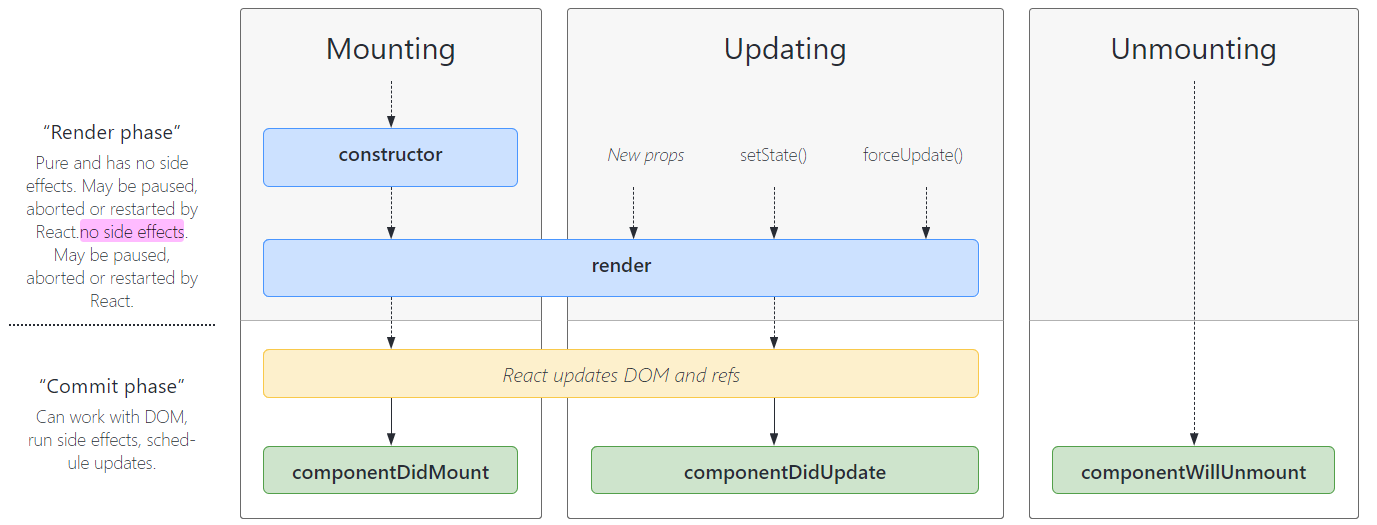 Mounting
Updating
Unmounting
“Render phase”
Pure and has no side
effects. May be paused,
aborted or restarted by
React.no side effects.
May be paused,
aborted or restarted by
React.
constructor
New props
setState()
forceUpdate()
render
“Commit phase”
Can work with DOM,
run side effects, sched-
ule updates.
React updates DOM and refs
componentDidMount
componentDidUpdate
componentWillUnmount